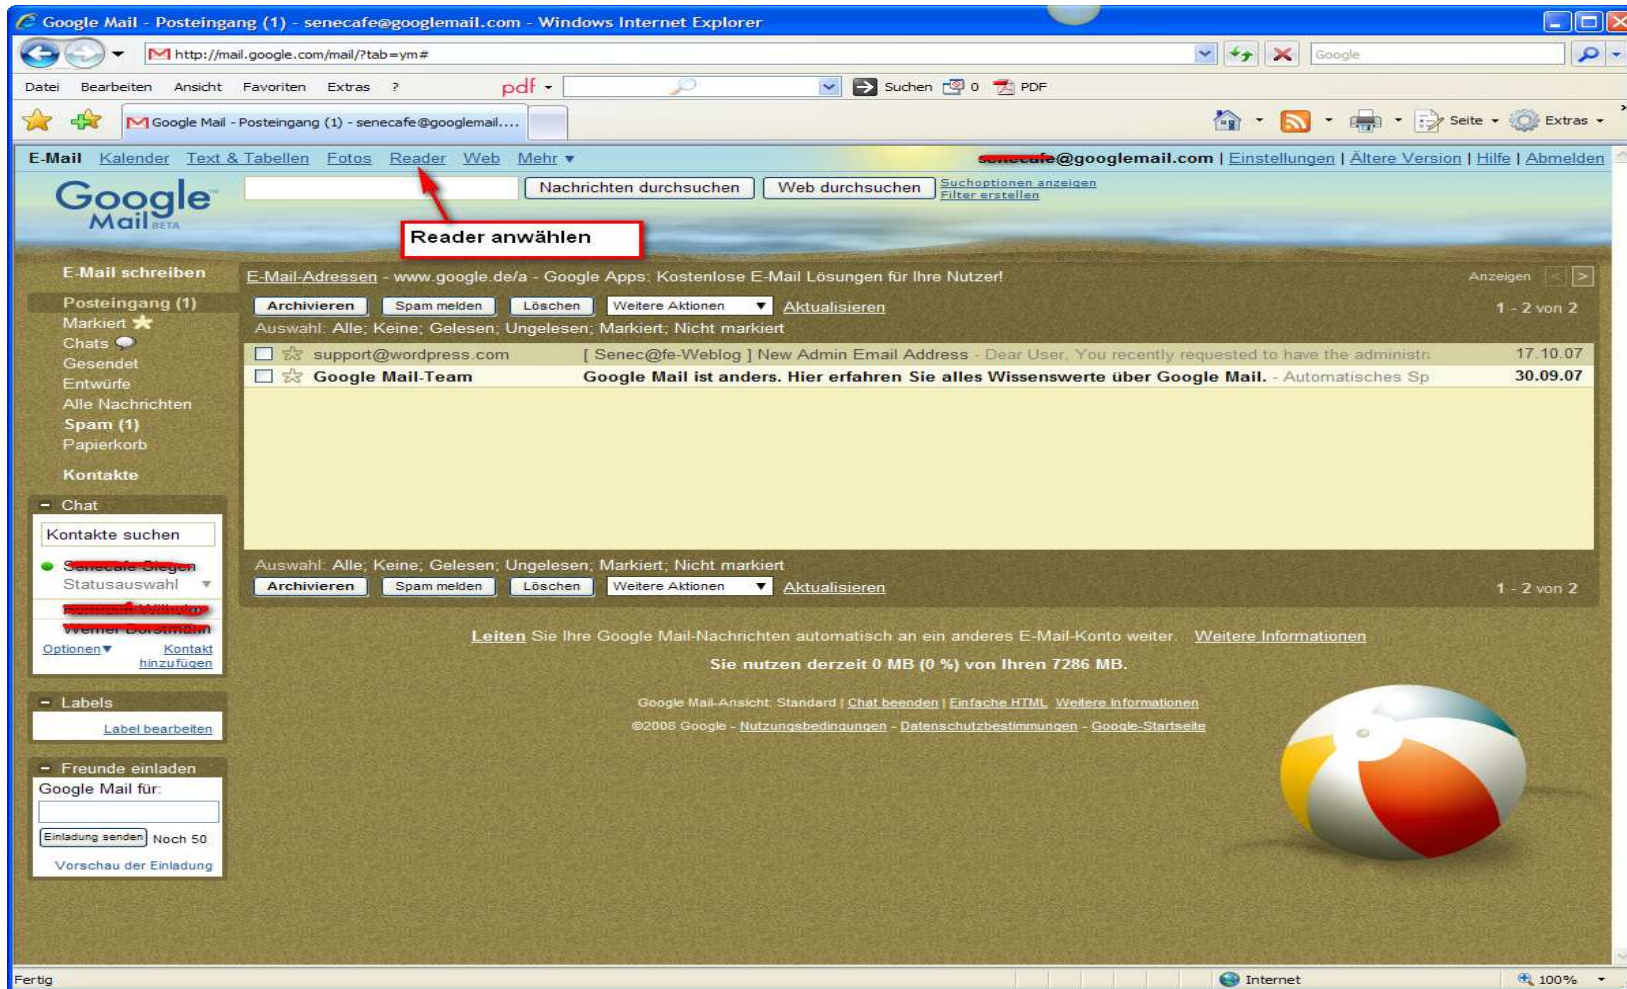 Google Mail - Posteingang (1) - senecafe@googlemail.com - Windows Internet Explorer
http://mail.google.com/mail/?tab=ym#
Google
Datei Bearbeiten Ansicht Favoriten Extras ? pdf Suchen 0 PDF
Google Mail - Posteingang (1) - senecafe@googlemail....
Seite Extras
E-Mail Kalender Text & Tabellen Fotos Reader Web Mehr ▼ @googlemail.com | Einstellungen | Ältere Version | Hilfe | Abmelden
Google™
Mail BETA
Nachrichten durchsuchen Web durchsuchen Suchoptionen anzeigen
Filter erstellen
Reader anwählen
E-Mail schreiben
E-Mail-Adressen - www.google.de/a - Google Apps: Kostenlose E-Mail Lösungen für Ihre Nutzer! Anzeigen < >
Posteingang (1)
Markiert
Chats
Gesendet
Entwürfe
Alle Nachrichten
Spam (1)
Papierkorb
Kontakte
Archivieren Spam melden Löschen Weitere Aktionen ▼ Aktualisieren 1 - 2 von 2
Auswahl: Alle; Keine; Gelesen; Ungelesen; Markiert; Nicht markiert
support@wordpress.com [ Senec@fe-Weblog ] New Admin Email Address - Dear User, You recently requested to have the administr 17.10.07
Google Mail-Team Google Mail ist anders. Hier erfahren Sie alles Wissenswerte über Google Mail. - Automatisches Sp 30.09.07
Auswahl: Alle; Keine; Gelesen; Ungelesen; Markiert; Nicht markiert
Archivieren Spam melden Löschen Weitere Aktionen ▼ Aktualisieren 1 - 2 von 2
− Chat
Kontakte suchen
Statusauswahl ▼
Optionen▼ Kontakt
hinzufügen
− Labels
Label bearbeiten
− Freunde einladen
Google Mail für:
Einladung senden Noch 50
Vorschau der Einladung
Leiten Sie Ihre Google Mail-Nachrichten automatisch an ein anderes E-Mail-Konto weiter. Weitere Informationen
Sie nutzen derzeit 0 MB (0 %) von Ihren 7286 MB.
Google Mail-Ansicht: Standard | Chat beenden | Einfache HTML Weitere Informationen
©2008 Google - Nutzungsbedingungen - Datenschutzbestimmungen - Google-Startseite
Fertig Internet 100%